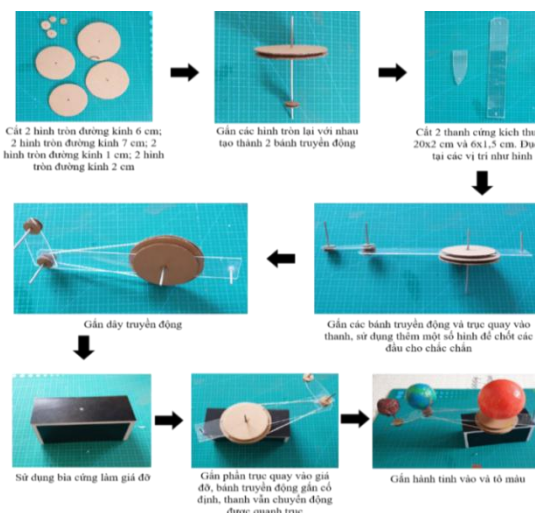 Cắt 2 hình tròn đường kính 6 cm;
2 hình tròn đường kính 7 cm; 2
hình tròn đường kính 1 cm; 2 hình
tròn đường kính 2 cm
Gắn các hình tròn lại với nhau
tạo thành 2 bánh truyền động
Cắt 2 thanh cứng kích
20x2 cm và 6x1,5 cm.
tại các vị trí như hình
Gắn dây truyền động
Gắn các bánh truyền động và trục quay vào
thanh, sử dụng thêm một số hình để chốt các
đầu cho chắc chắn
Sử dụng bìa cứng làm giá đỡ
Gắn phần trục quay vào giá
đỡ, bánh truyền động gắn cố
định, thanh vẫn chuyển động
được quanh trục
Gắn hành tinh vào và tô màu